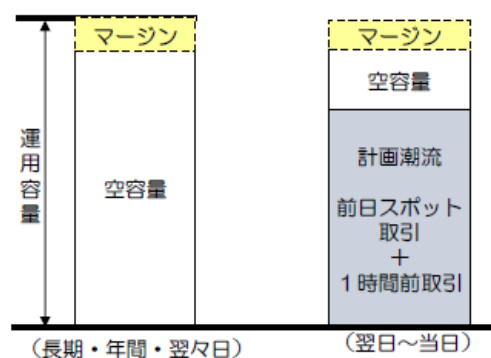 マージン
空容量
運用容量
（長期・年間・翌々日）
マージン
空容量
計画潮流
前日スポット
取引
＋
１時間前取引
（翌日～当日）